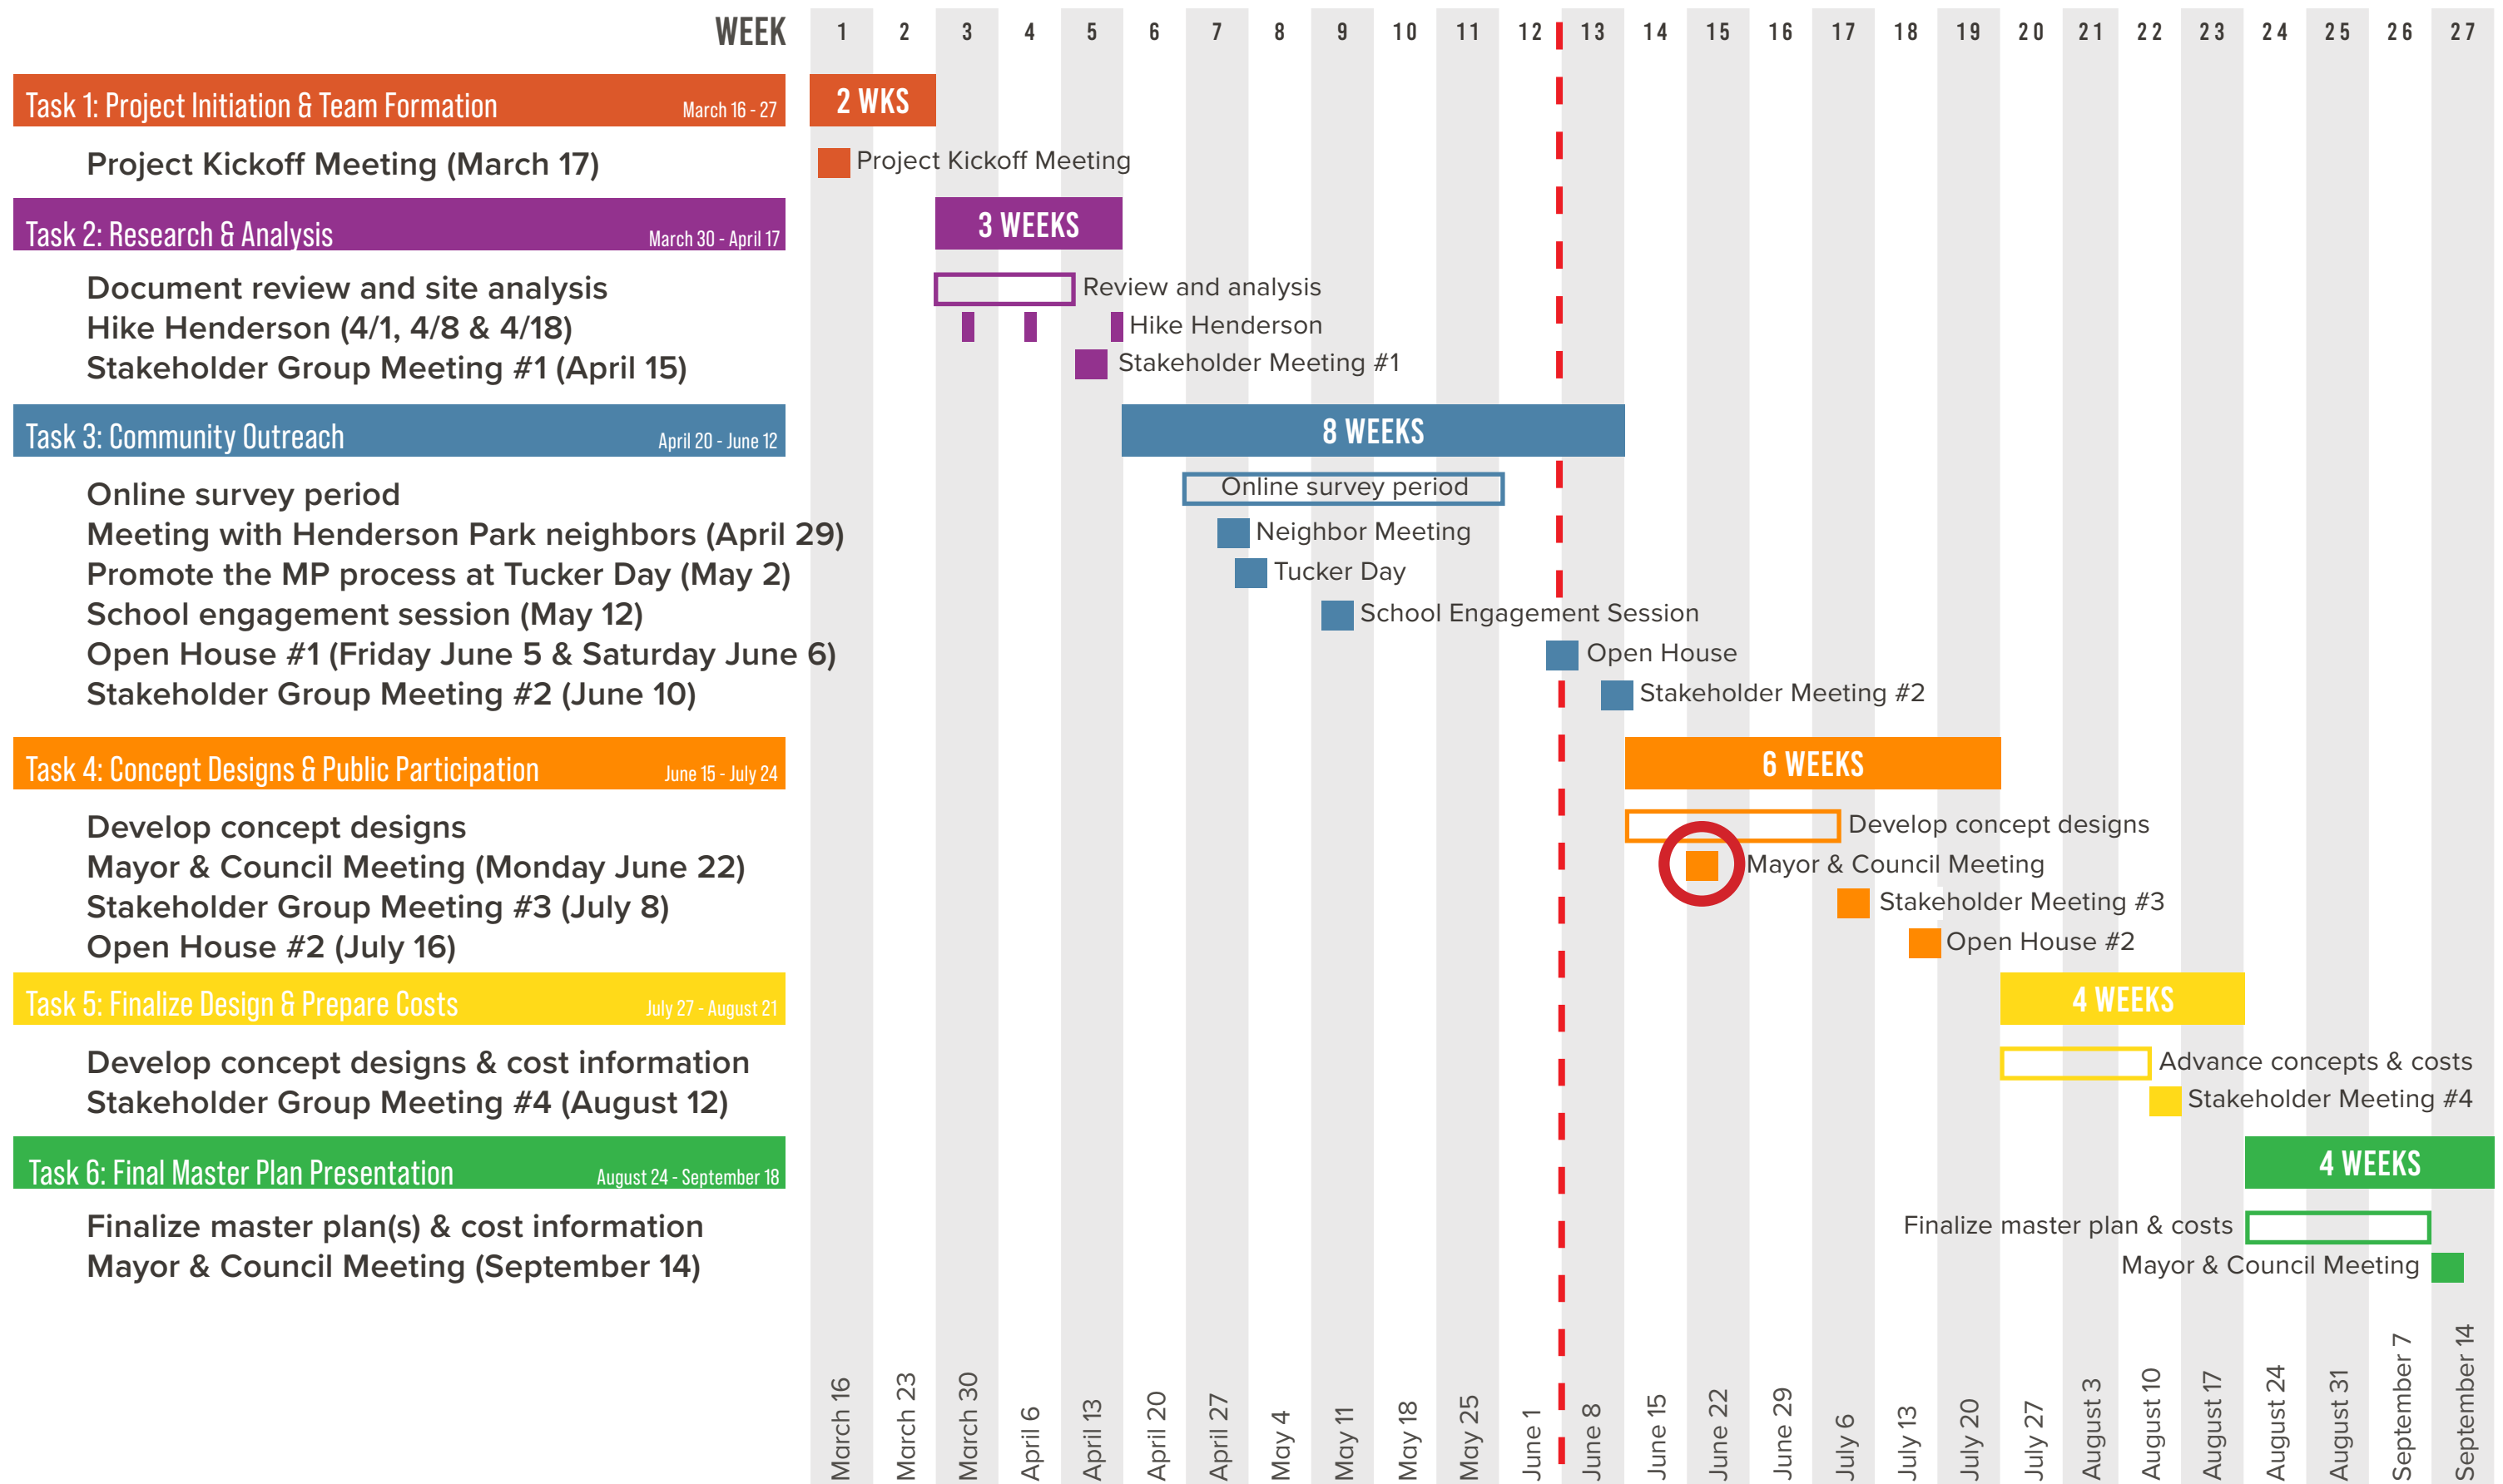 WEEK 1 2 3 4 5 6 7 8 9 10 11 12 13 14 15 16 17 18 19 20 21 22 23 24 25 26 27
Task 1: Project Initiation & Team Formation March 16 - 27 2 WKS
Project Kickoff Meeting (March 17) Project Kickoff Meeting
Task 2: Research & Analysis March 30 - April 17 3 WEEKS
Document review and site analysis Review and analysis
Hike Henderson (4/1, 4/8 & 4/18) Hike Henderson
Stakeholder Group Meeting #1 (April 15) Stakeholder Meeting #1
Task 3: Community Outreach April 20 - June 12 8 WEEKS
Online survey period Online survey period
Meeting with Henderson Park neighbors (April 29) Neighbor Meeting
Promote the MP process at Tucker Day (May 2) Tucker Day
School engagement session (May 12) School Engagement Session
Open House #1 (Friday June 5 & Saturday June 6) Open House
Stakeholder Group Meeting #2 (June 10) Stakeholder Meeting #2
Task 4: Concept Designs & Public Participation June 15 - July 24 6 WEEKS
Develop concept designs Develop concept designs
Mayor & Council Meeting (Monday June 22) Mayor & Council Meeting
Stakeholder Group Meeting #3 (July 8) Stakeholder Meeting #3
Open House #2 (July 16) Open House #2
Task 5: Finalize Design & Prepare Costs July 27 - August 21 4 WEEKS
Develop concept designs & cost information Advance concepts & costs
Stakeholder Group Meeting #4 (August 12) Stakeholder Meeting #4
Task 6: Final Master Plan Presentation August 24 - September 18 4 WEEKS
Finalize master plan(s) & cost information Finalize master plan & costs
Mayor & Council Meeting (September 14) Mayor & Council Meeting
March 16
March 23
March 30
April 6
April 13
April 20
April 27
May 4
May 11
May 18
May 25
June 1
June 8
June 15
June 22
June 29
July 6
July 13
July 20
July 27
August 3
August 10
August 17
August 24
August 31
September 7
September 14